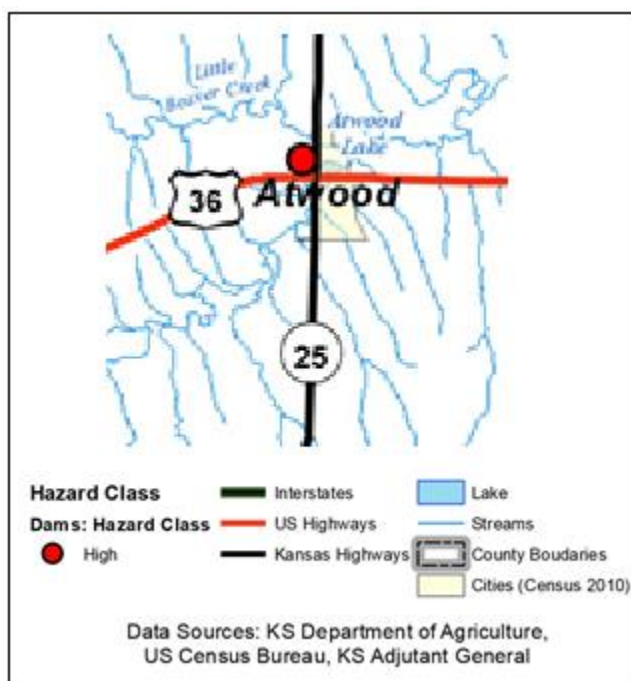 Little
Beaver Creek
Atwood
Lake
36
Atwood
25
Hazard Class
Dams: Hazard Class
High
Interstates
US Highways
Kansas Highways
Lake
Streams
County Boudaries
Cities (Census 2010)
Data Sources: KS Department of Agriculture,
US Census Bureau, KS Adjutant General